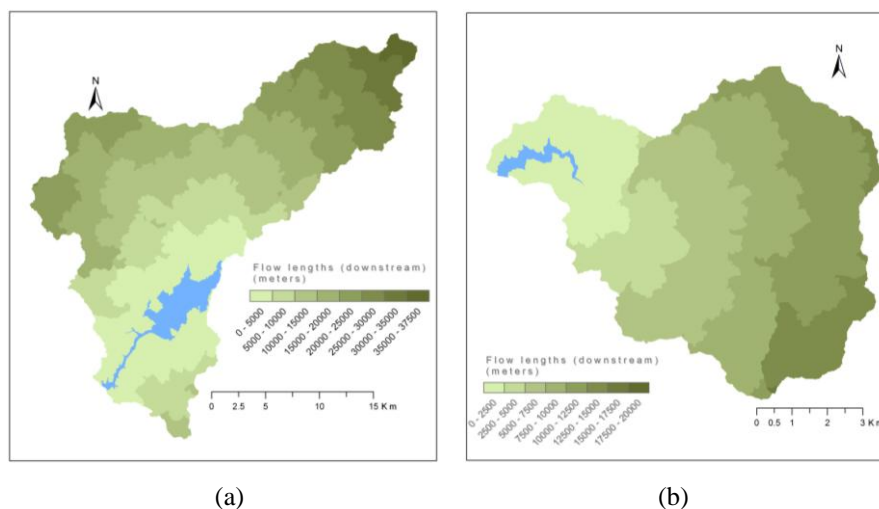 N
Flow lengths (downstream)
(meters)
0 - 5000
5000 - 10000
10000 - 15000
15000 - 20000
20000 - 25000
25000 - 30000
30000 - 35000
35000 - 37500
0 2.5 5 10 15 Km
(a)
N
Flow lengths (downstream)
(meters)
0 - 2500
2500 - 5000
5000 - 7500
7500 - 10000
10000 - 12500
12500 - 15000
15000 - 17500
17500 - 20000
0 0.5 1 2 3 Km
(b)